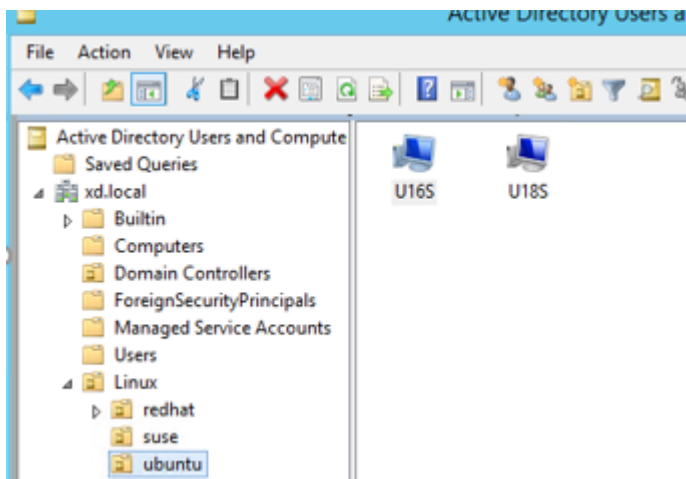 Active Directory Users a
File Action View Help
Active Directory Users and Compute
Saved Queries
xd.local
Builtin
Computers
Domain Controllers
ForeignSecurityPrincipals
Managed Service Accounts
Users
Linux
redhat
suse
ubuntu
U16S U18S